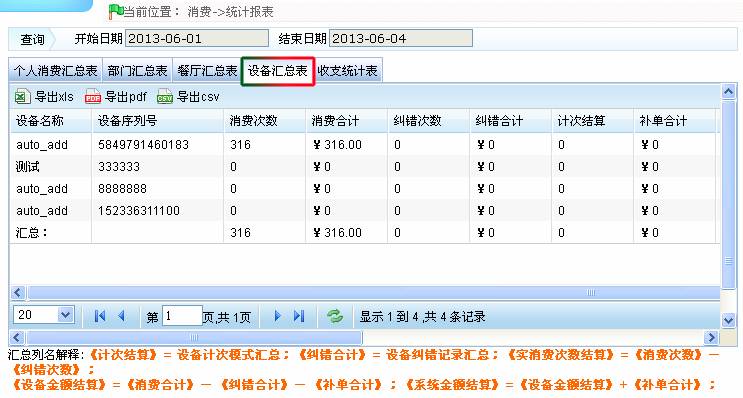 当前位置： 消费->统计报表
查询 开始日期 2013-06-01 结束日期 2013-06-04
个人消费汇总表 部门汇总表 餐厅汇总表 设备汇总表 收支统计表
导出xls 导出pdf 导出csv
设备名称 设备序列号 消费次数 消费合计 纠错次数 纠错合计 计次结算 补单合计
auto_add 5849791460183 316 ￥316.00 0 ￥0 0 ￥0
测试 333333 0 ￥0 0 ￥0 0 ￥0
auto_add 8888888 0 ￥0 0 ￥0 0 ￥0
auto_add 152336311100 0 ￥0 0 ￥0 0 ￥0
汇总： 316 ￥316.00 0 ￥0 0 ￥0
20 第 1 页,共 1页 显示 1 到 4 ,共 4 条记录
汇总列名解释:《计次结算》= 设备计次模式汇总；《纠错合计》= 设备纠错记录汇总；《实消费次数结算》=《消费次数》－
《纠错次数》；
《设备金额结算》=《消费合计》－《纠错合计》－《补单合计》；《系统金额结算》=《设备金额结算》+《补单合计》；